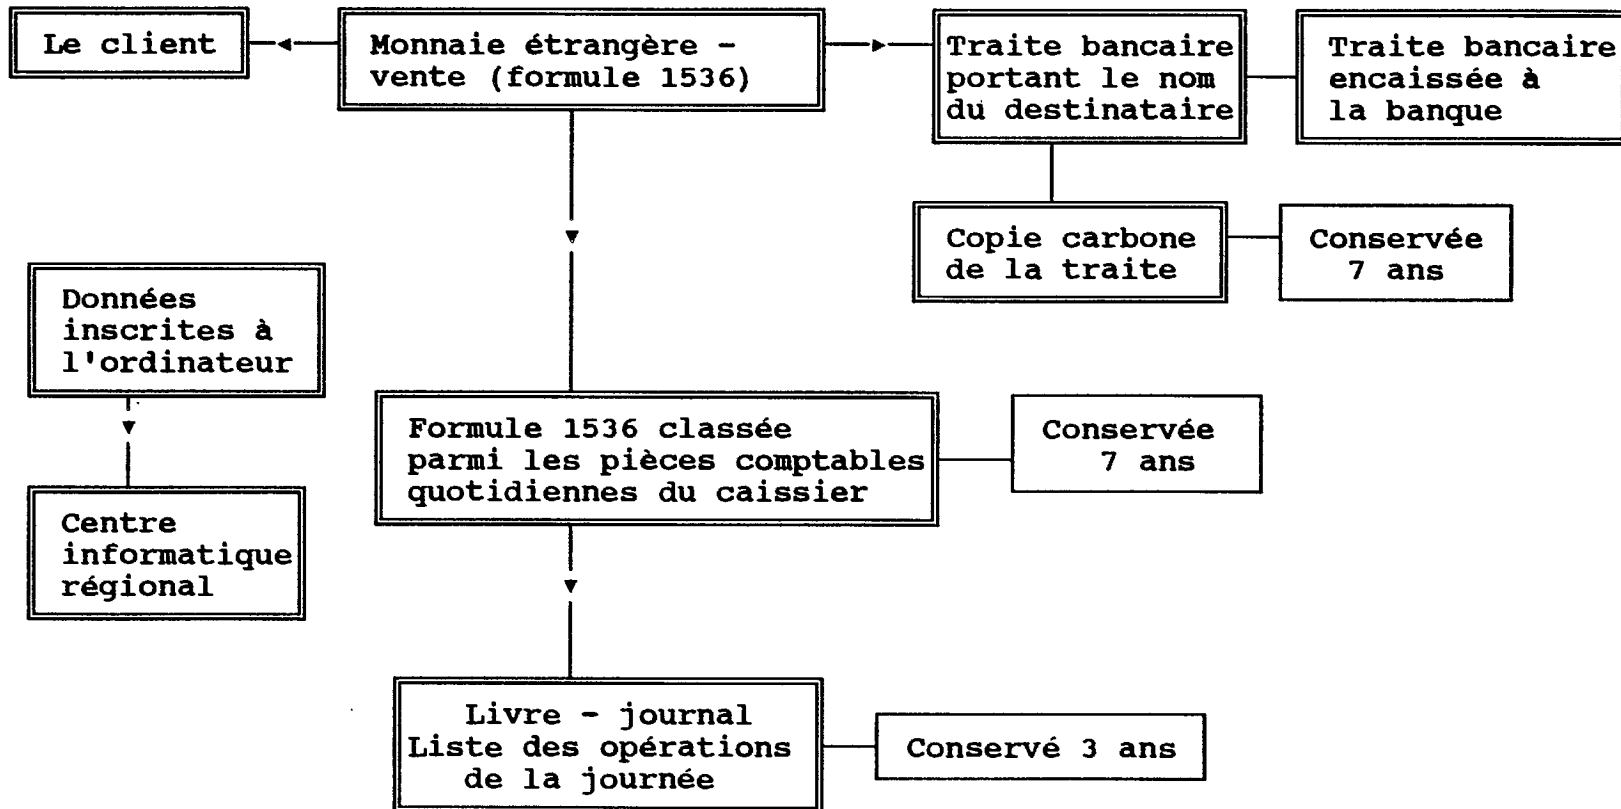 Le client
Monnaie étrangère -
vente (formule 1536)
Traite bancaire
portant le nom
du destinataire
Traite bancaire
encaissée à
la banque
Copie carbone
de la traite
Conservée
7 ans
Données
inscrites à
l'ordinateur
Centre
informatique
régional
Formule 1536 classée
parmi les pièces comptables
quotidiennes du caissier
Conservée
7 ans
Livre - journal
Liste des opérations
de la journée
Conservé 3 ans